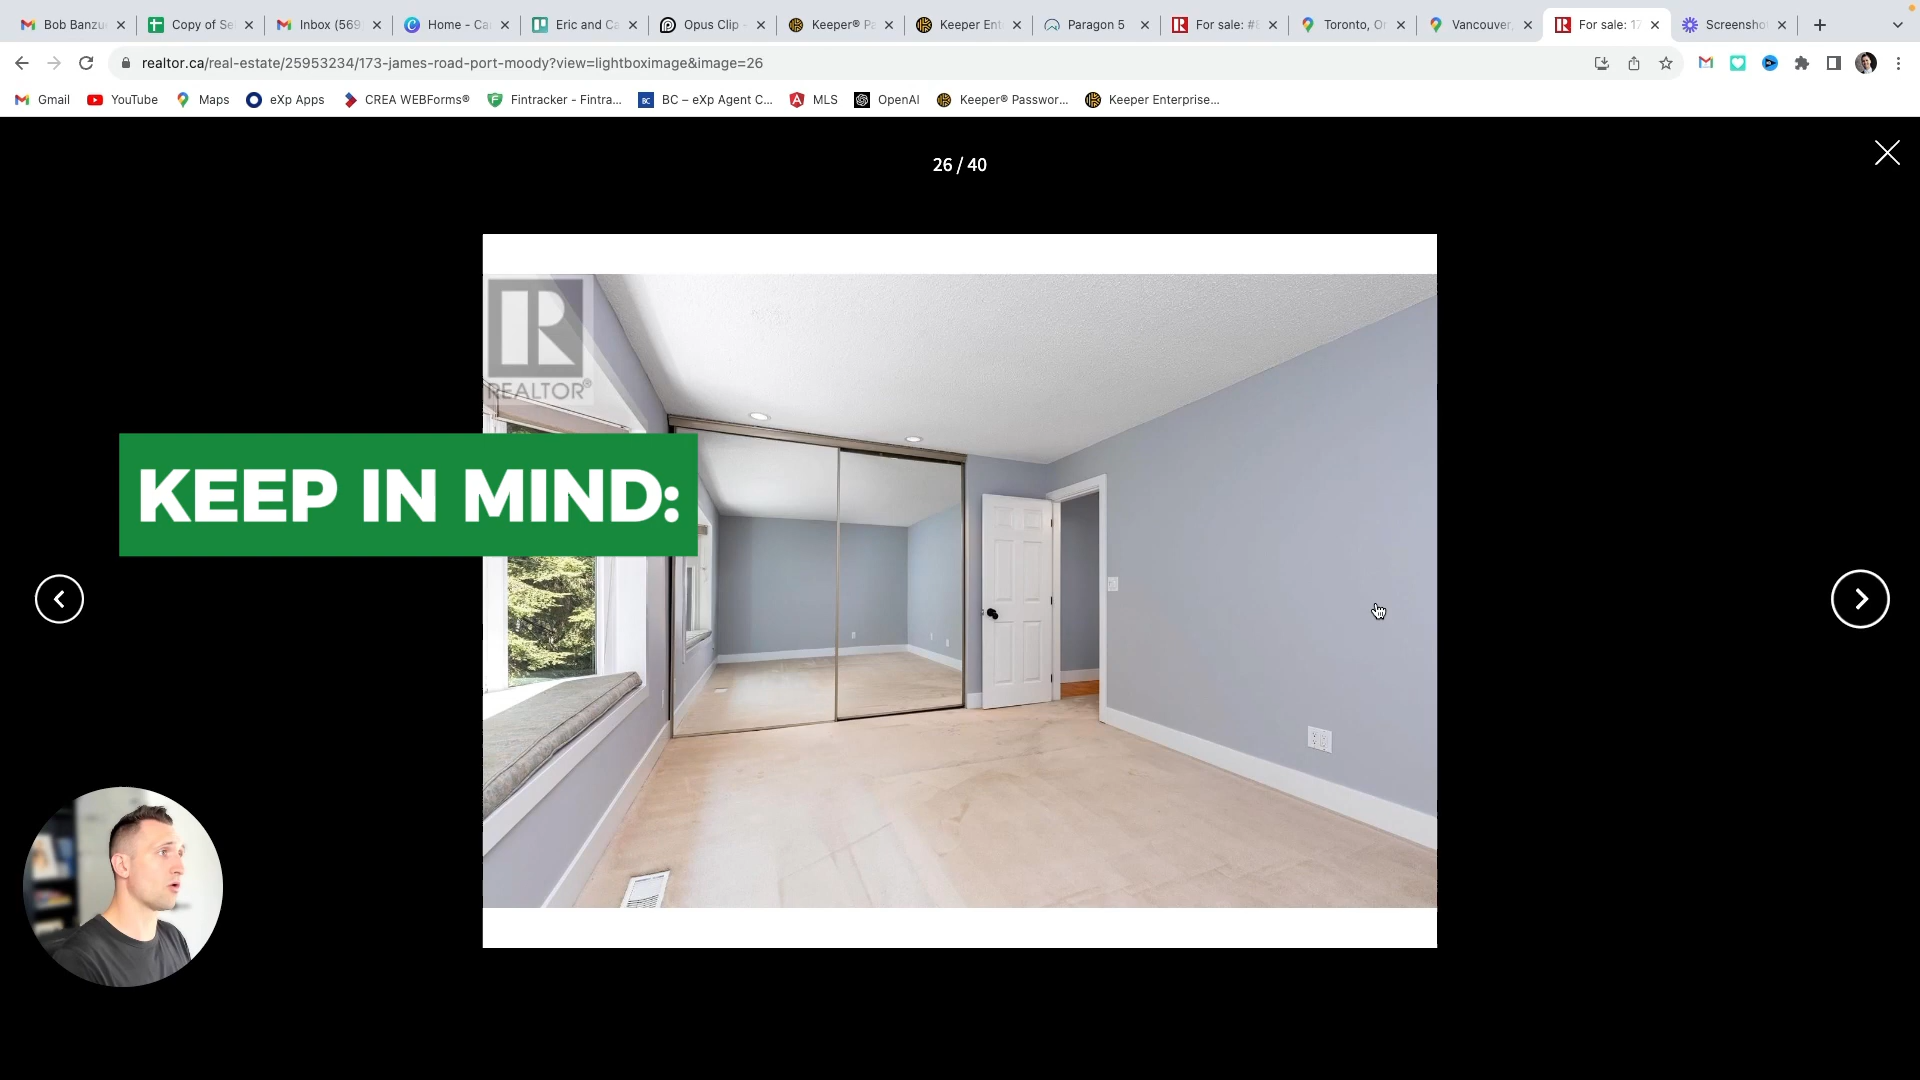 Bob Banzu
Copy of Se
Inbox (569
Home - Ca
Eric and Ca
Opus Clip -
Keeper® Pa
Keeper Ent
Paragon 5
For sale: #
Toronto, O
Vancouver,
For sale: 17
Screensho
realtor.ca/real-estate/25953234/173-james-road-port-moody?view=lightboximage&image=26
Gmail
YouTube
Maps
eXp Apps
CREA WEBForms®
Fintracker - Fintra...
BC – eXp Agent C...
MLS
OpenAI
Keeper® Passwor...
Keeper Enterprise...
26 / 40
R
REALTOR®
KEEP IN MIND: